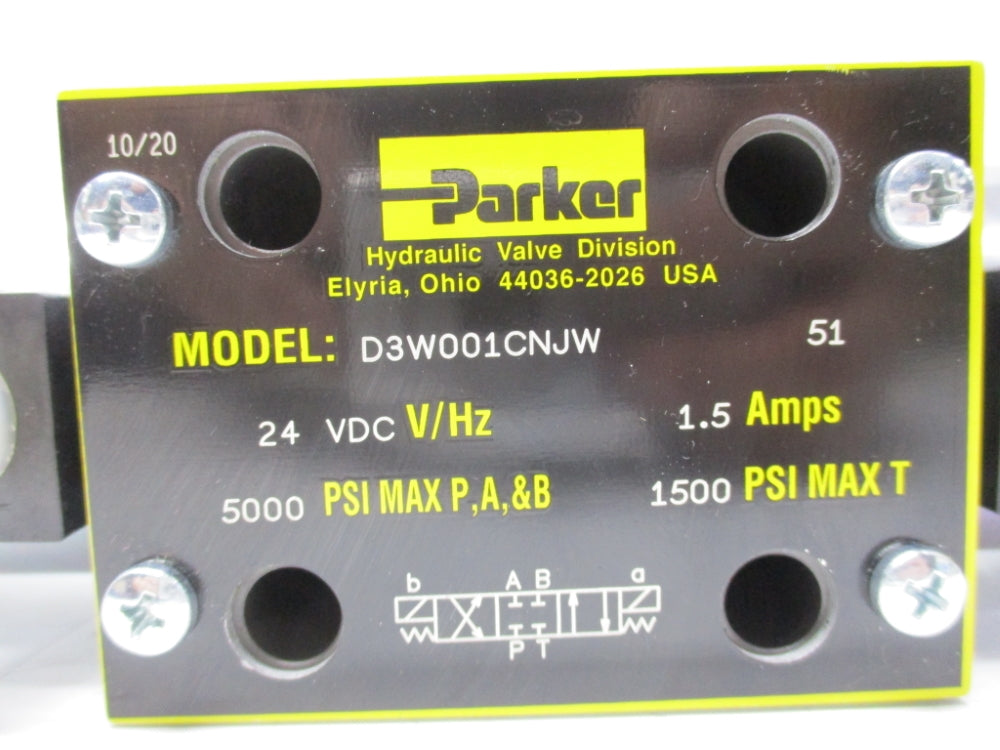 10/20
Parker
Hydraulic Valve Division
Elyria, Ohio 44036-2026 USA
MODEL: D3W001CNJW 51
24 VDC V/Hz 1.5 Amps
5000 PSI MAX P,A,&B 1500 PSI MAX T
b A B a
P T